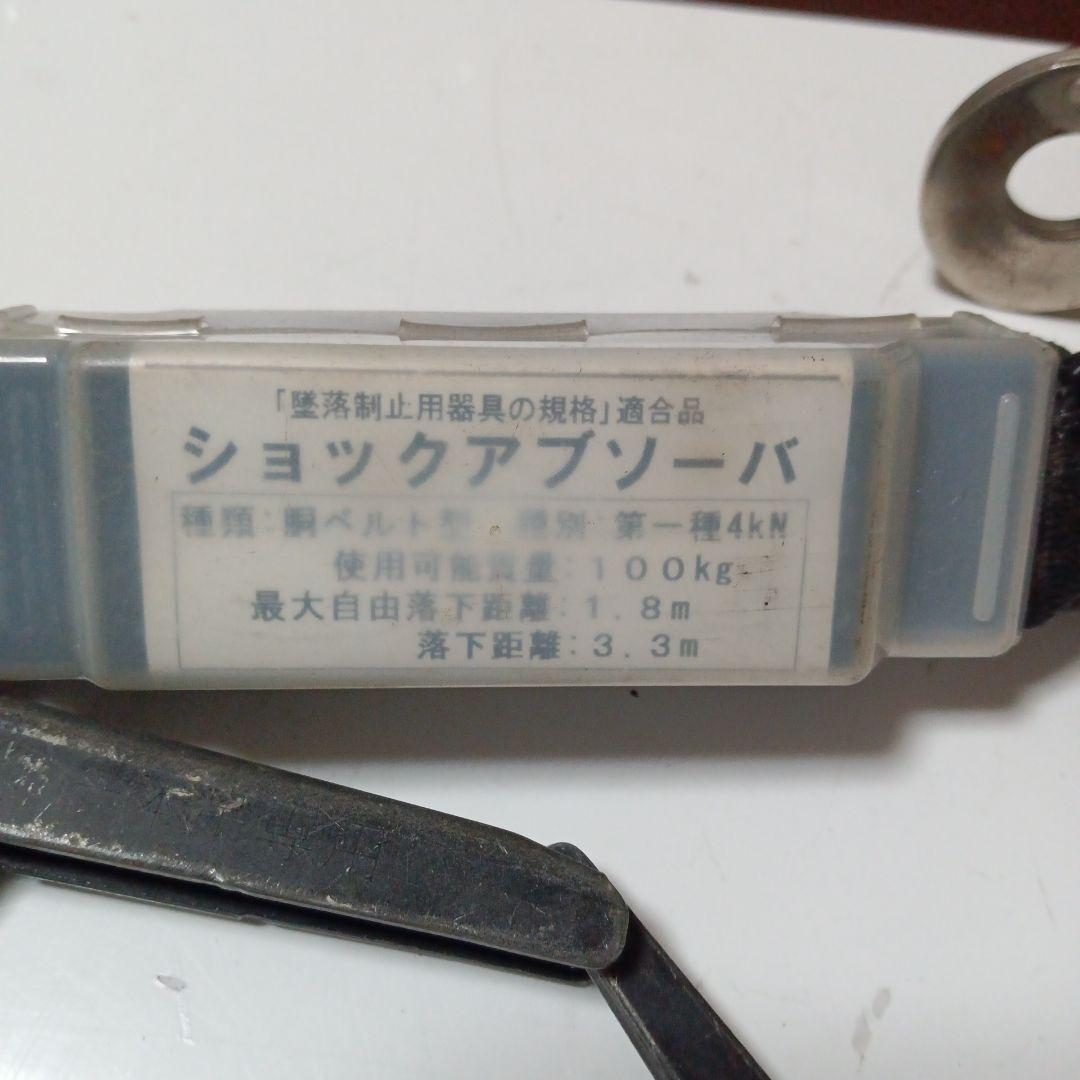 「墜落制止用器具の規格」適合品
ショックアブソーバ
種類：胴ベルト型 種別：第一種4kN
使用可能質量：100kg
最大自由落下距離：1.8m
落下距離：3.3m